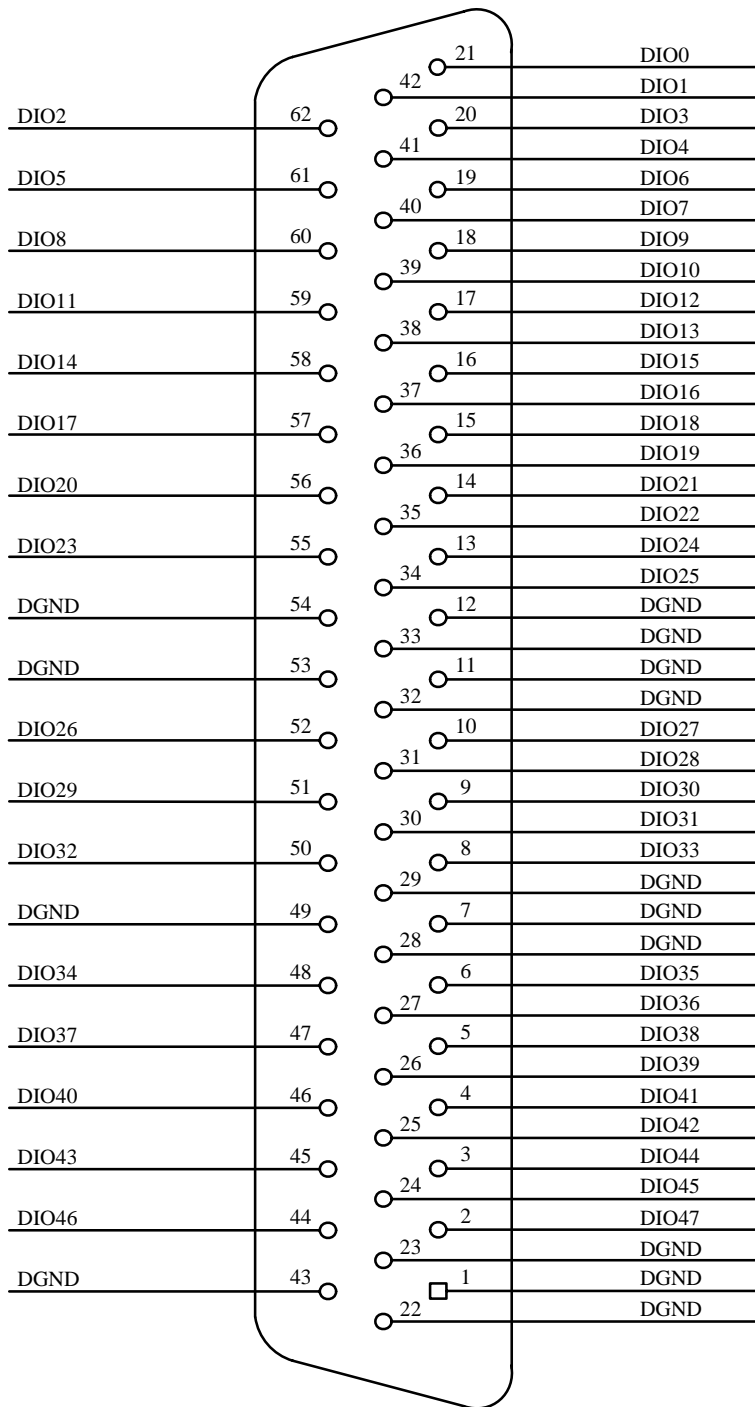 21 DIO0
42 DIO1
DIO2 62 20 DIO3
41 DIO4
DIO5 61 19 DIO6
40 DIO7
DIO8 60 18 DIO9
39 DIO10
DIO11 59 17 DIO12
38 DIO13
DIO14 58 16 DIO15
37 DIO16
DIO17 57 15 DIO18
36 DIO19
DIO20 56 14 DIO21
35 DIO22
DIO23 55 13 DIO24
34 DIO25
DGND 54 12 DGND
33 DGND
DGND 53 11 DGND
32 DGND
DIO26 52 10 DIO27
31 DIO28
DIO29 51 9 DIO30
30 DIO31
DIO32 50 8 DIO33
29 DGND
DGND 49 7 DGND
28 DGND
DIO34 48 6 DIO35
27 DIO36
DIO37 47 5 DIO38
26 DIO39
DIO40 46 4 DIO41
25 DIO42
DIO43 45 3 DIO44
24 DIO45
DIO46 44 2 DIO47
23 DGND
DGND 43 1 DGND
22 DGND